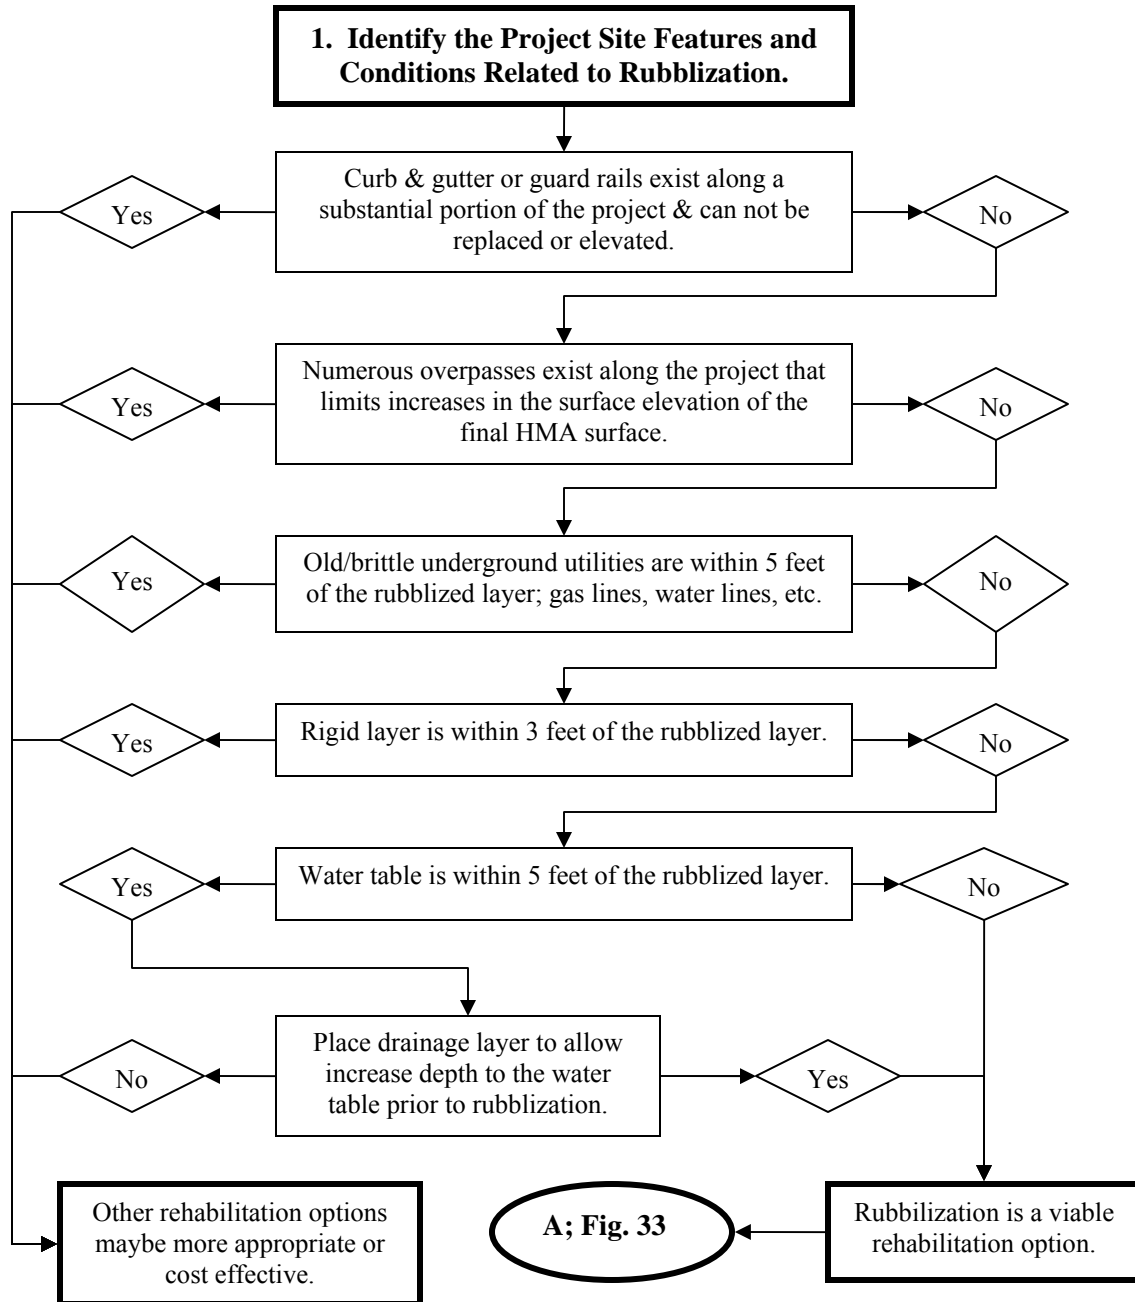 1. Identify the Project Site Features and
Conditions Related to Rubblization.
Curb & gutter or guard rails exist along a
substantial portion of the project & can not be
replaced or elevated.
Yes
No
Numerous overpasses exist along the project that
limits increases in the surface elevation of the
final HMA surface.
Yes
No
Old/brittle underground utilities are within 5 feet
of the rubblized layer; gas lines, water lines, etc.
Yes
No
Rigid layer is within 3 feet of the rubblized layer.
Yes
No
Water table is within 5 feet of the rubblized layer.
Yes
No
Place drainage layer to allow
increase depth to the water
table prior to rubblization.
No
Yes
Other rehabilitation options
maybe more appropriate or
cost effective.
A; Fig. 33
Rubbilization is a viable
rehabilitation option.